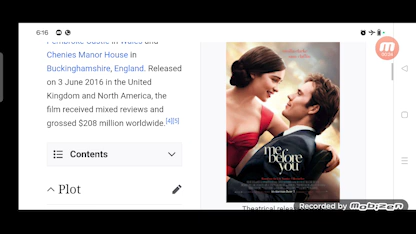 6:16
Pembroke Castle in Wales and
Chenies Manor House in
Buckinghamshire, England. Released
on 3 June 2016 in the United
Kingdom and North America, the
film received mixed reviews and
grossed $208 million worldwide.[4][5]
Contents
Plot
me
before
you
Theatrical release
Recorded by MOBIZEN